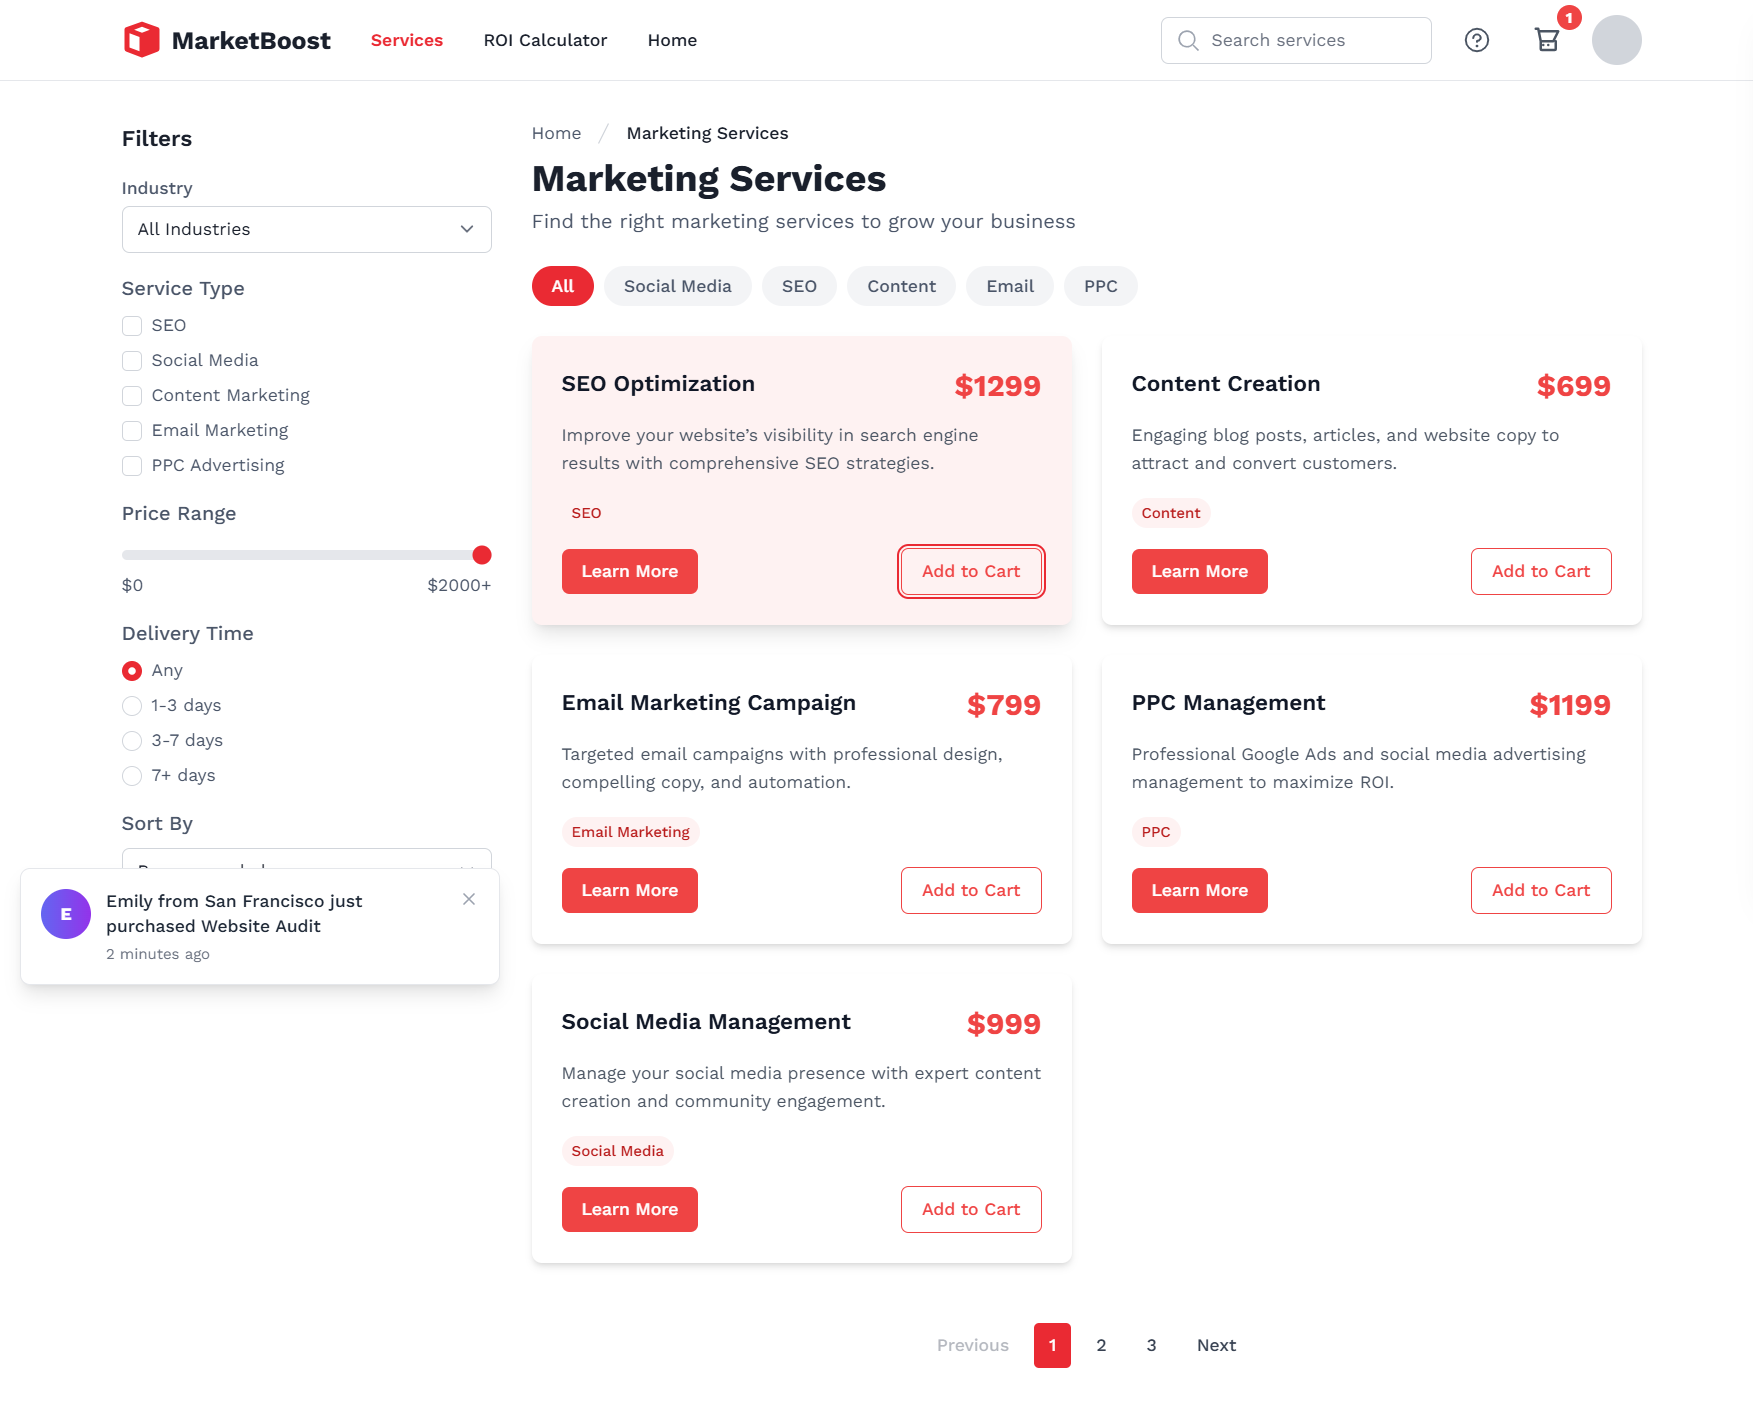 MarketBoost
Services
ROI Calculator
Home
Search services
1
Filters
Industry
All Industries
Service Type
SEO
Social Media
Content Marketing
Email Marketing
PPC Advertising
Price Range
$0
$2000+
Delivery Time
Any
1-3 days
3-7 days
7+ days
Sort By
E
Emily from San Francisco just
purchased Website Audit
2 minutes ago
Home / Marketing Services
Marketing Services
Find the right marketing services to grow your business
All
Social Media
SEO
Content
Email
PPC
SEO Optimization
$1299
Improve your website’s visibility in search engine
results with comprehensive SEO strategies.
SEO
Learn More
Add to Cart
Content Creation
$699
Engaging blog posts, articles, and website copy to
attract and convert customers.
Content
Learn More
Add to Cart
Email Marketing Campaign
$799
Targeted email campaigns with professional design,
compelling copy, and automation.
Email Marketing
Learn More
Add to Cart
PPC Management
$1199
Professional Google Ads and social media advertising
management to maximize ROI.
PPC
Learn More
Add to Cart
Social Media Management
$999
Manage your social media presence with expert content
creation and community engagement.
Social Media
Learn More
Add to Cart
Previous
1
2
3
Next